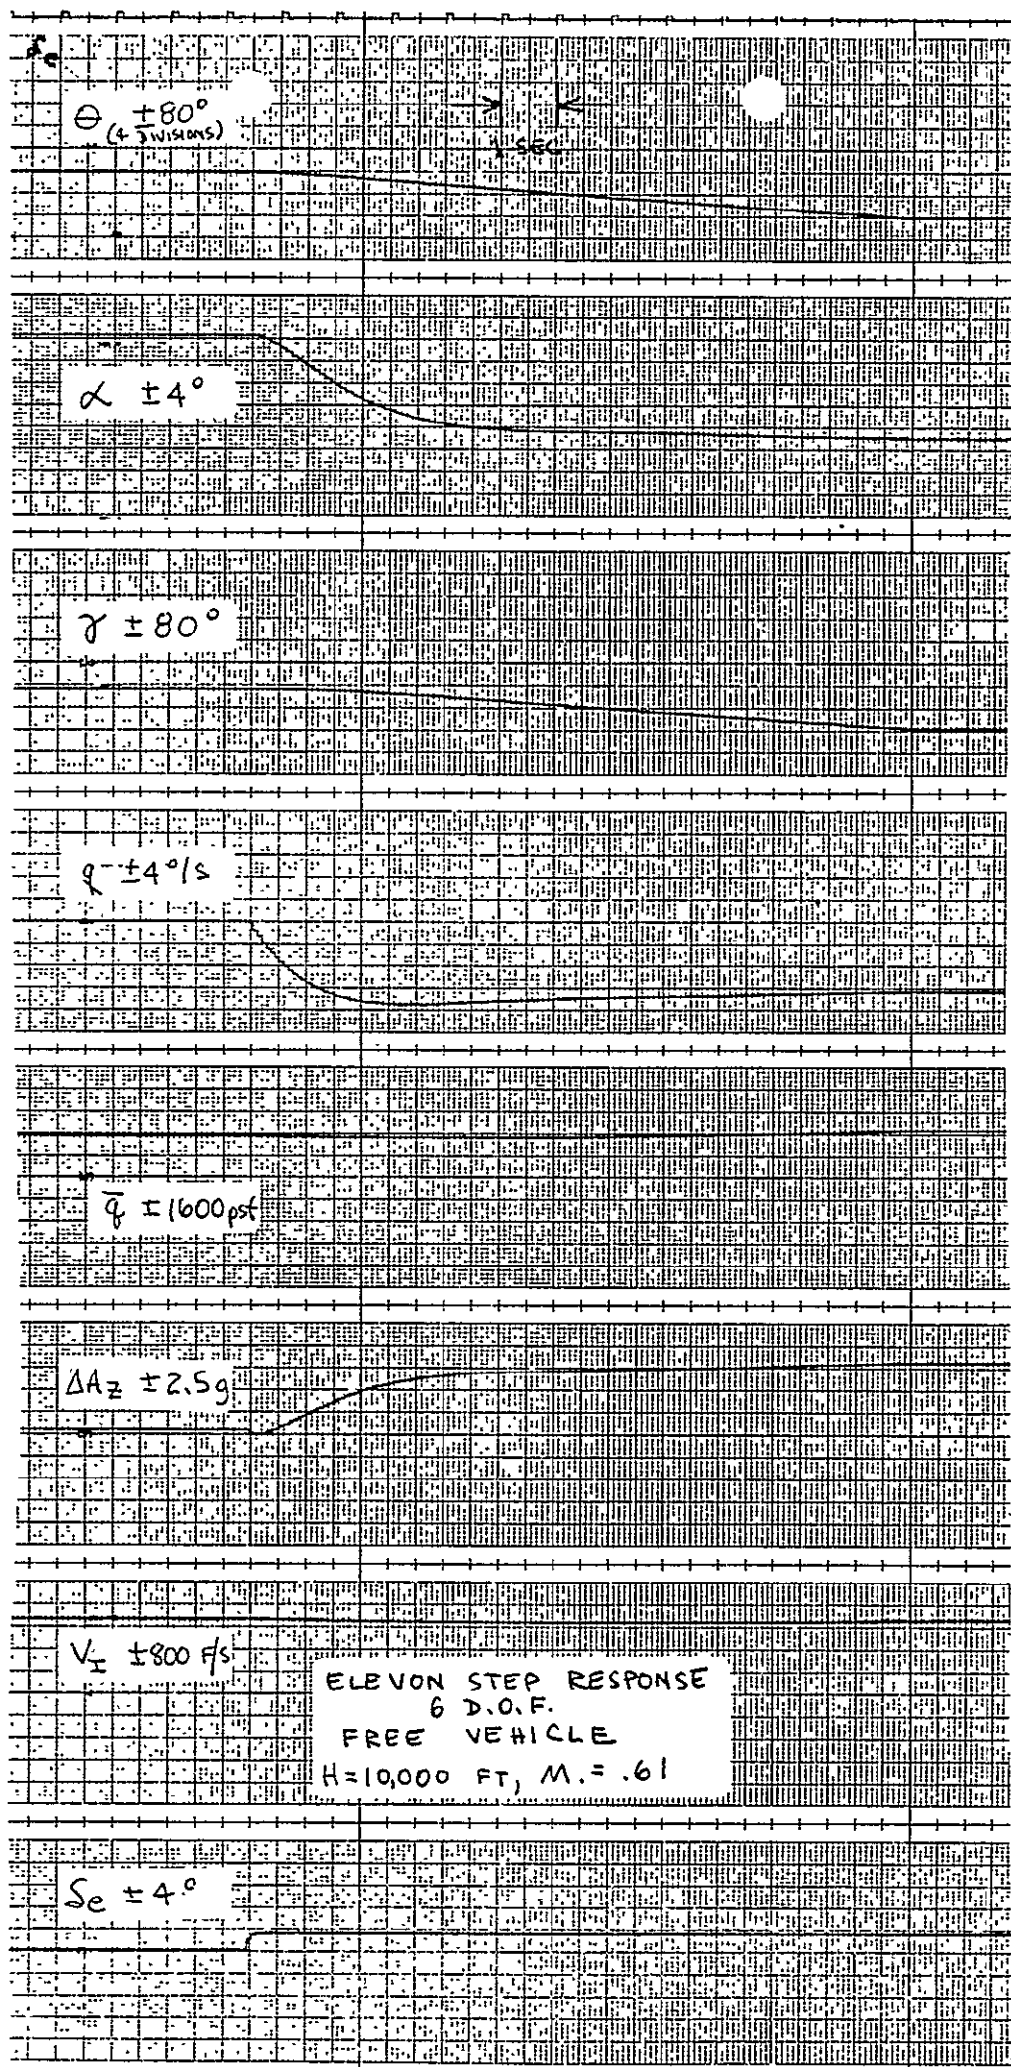 δe
Θ ±80°
(4 DIVISIONS)
1 SEC
α ±4°
γ ±80°
q ±4°/s
q̄ ±1600 psf
ΔAz ±2.5g
VI ±800 F/s
ELEVON STEP RESPONSE
6 D.O.F.
FREE VEHICLE
H=10,000 FT, M.= .61
δe ±4°